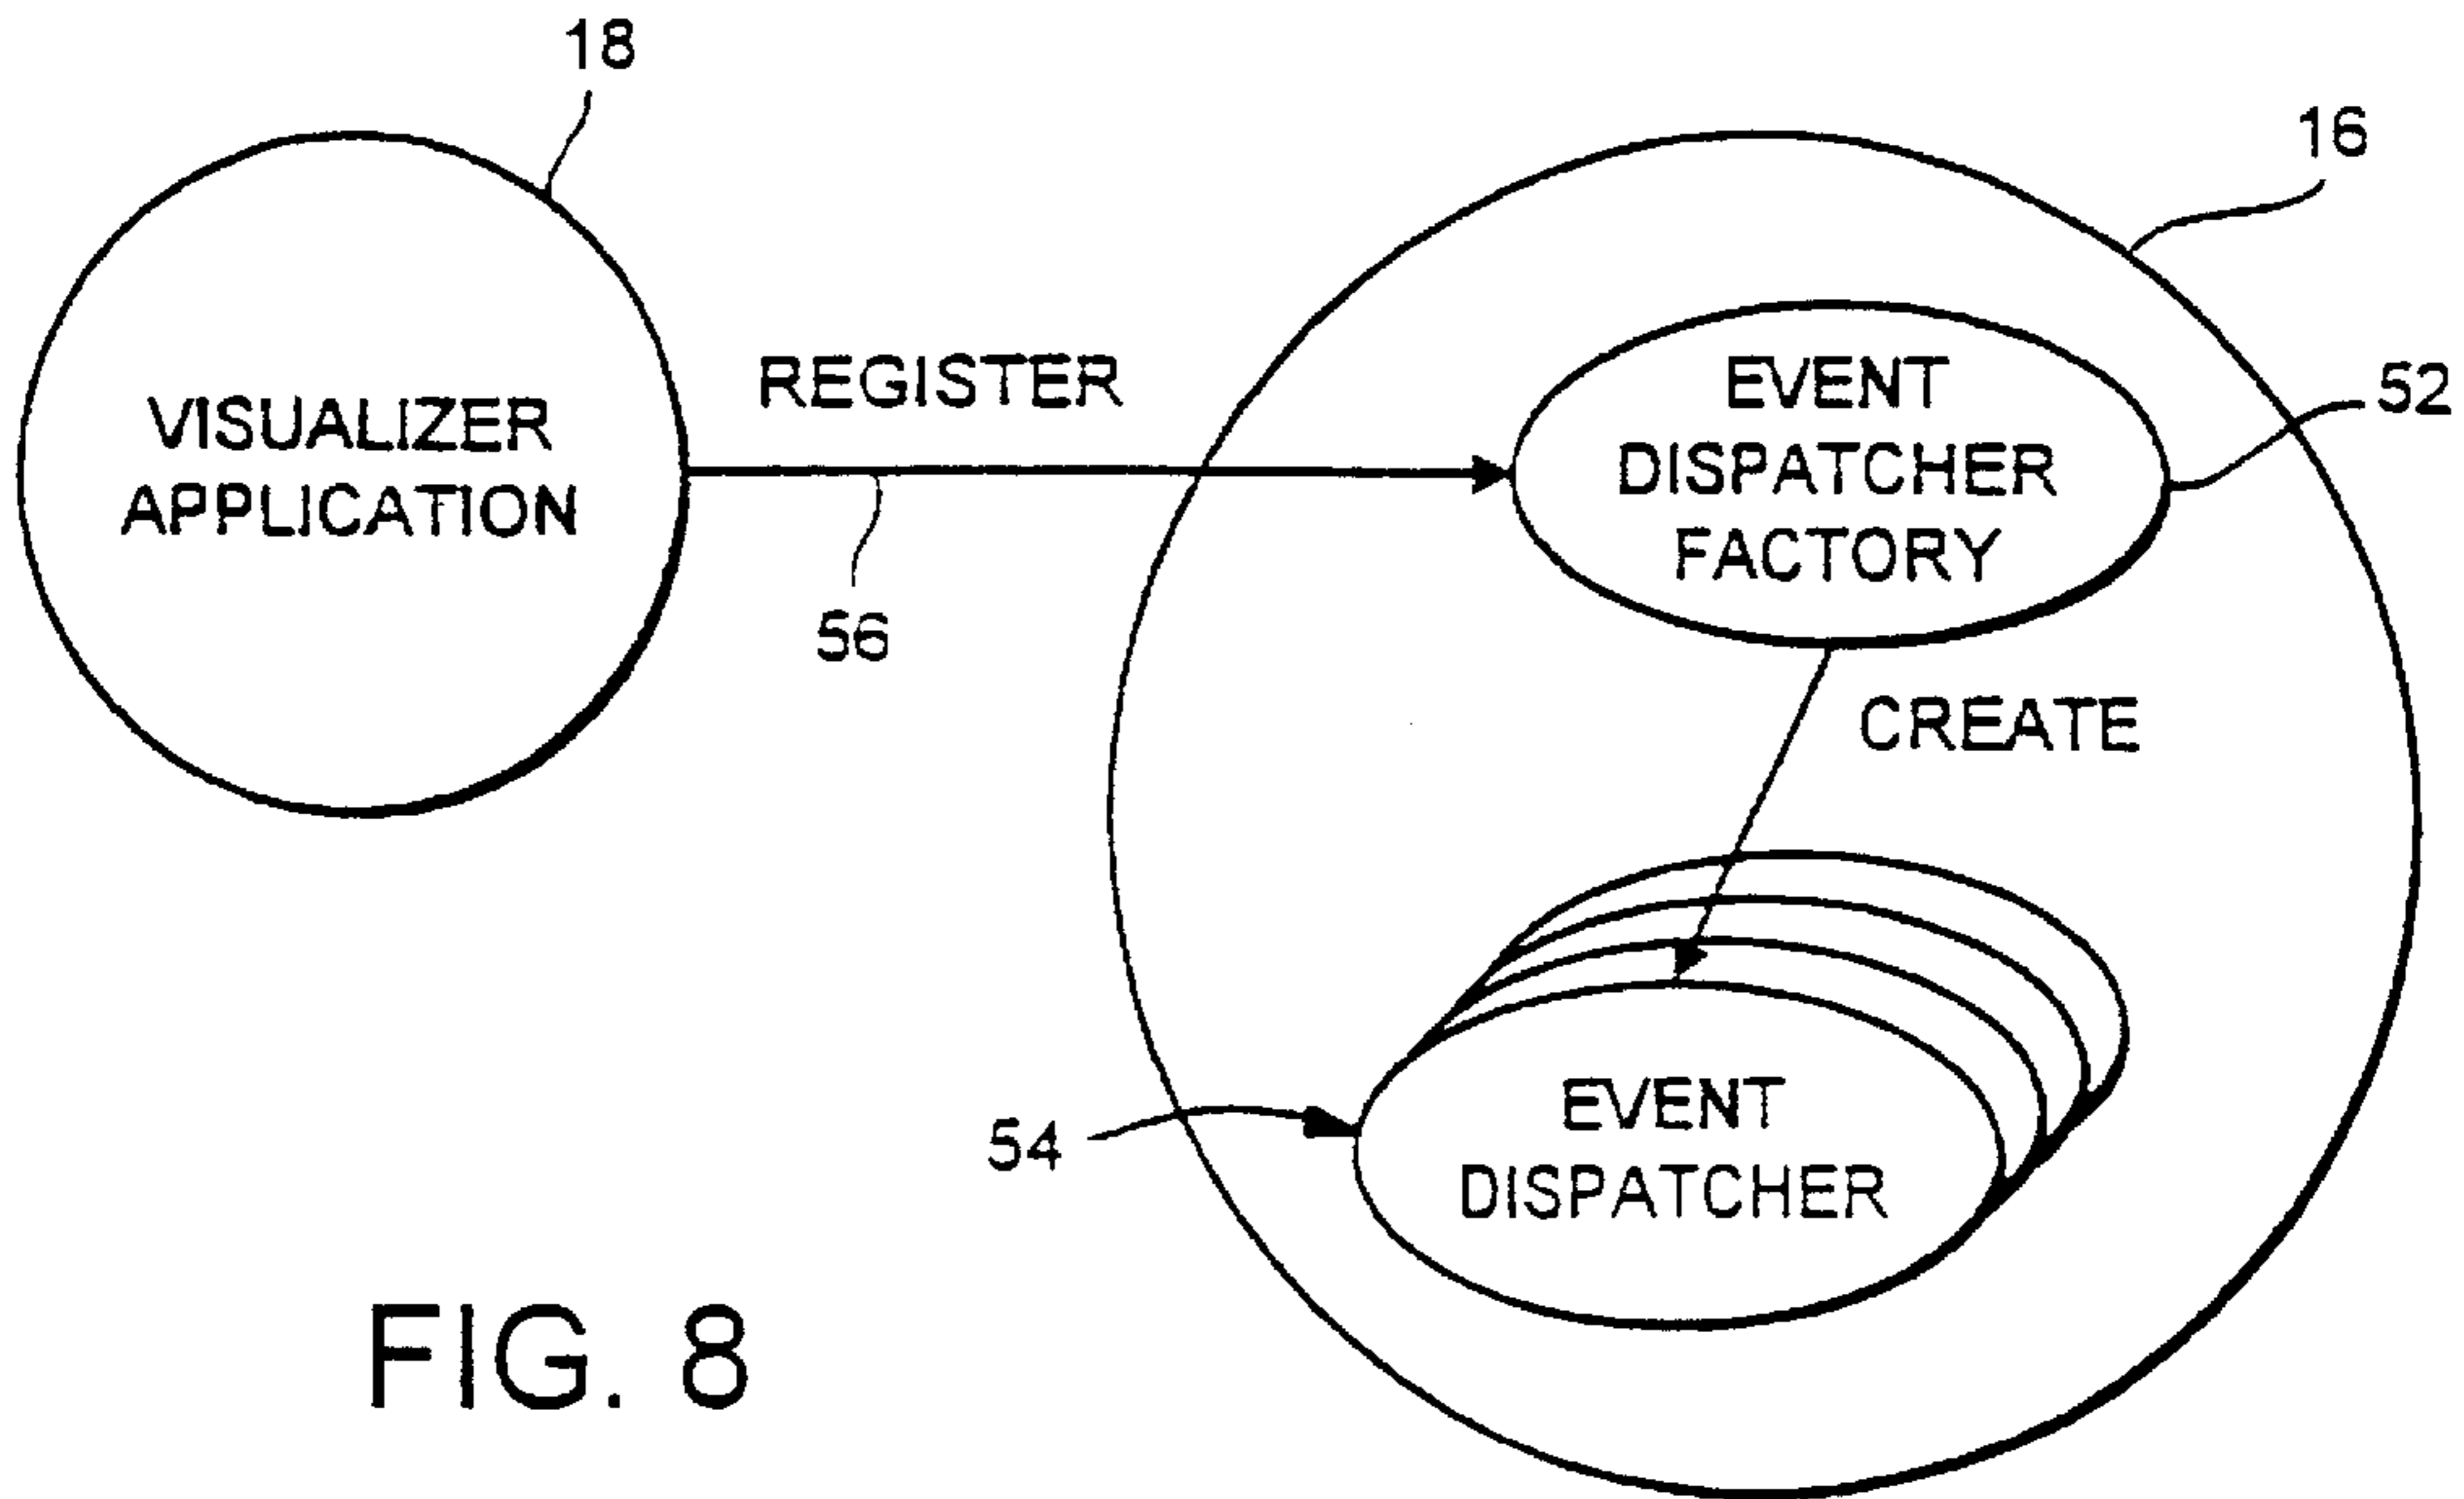 18
16
VISUALIZER
APPLICATION
REGISTER
56
EVENT
DISPATCHER
FACTORY
52
CREATE
54
EVENT
DISPATCHER
FIG. 8